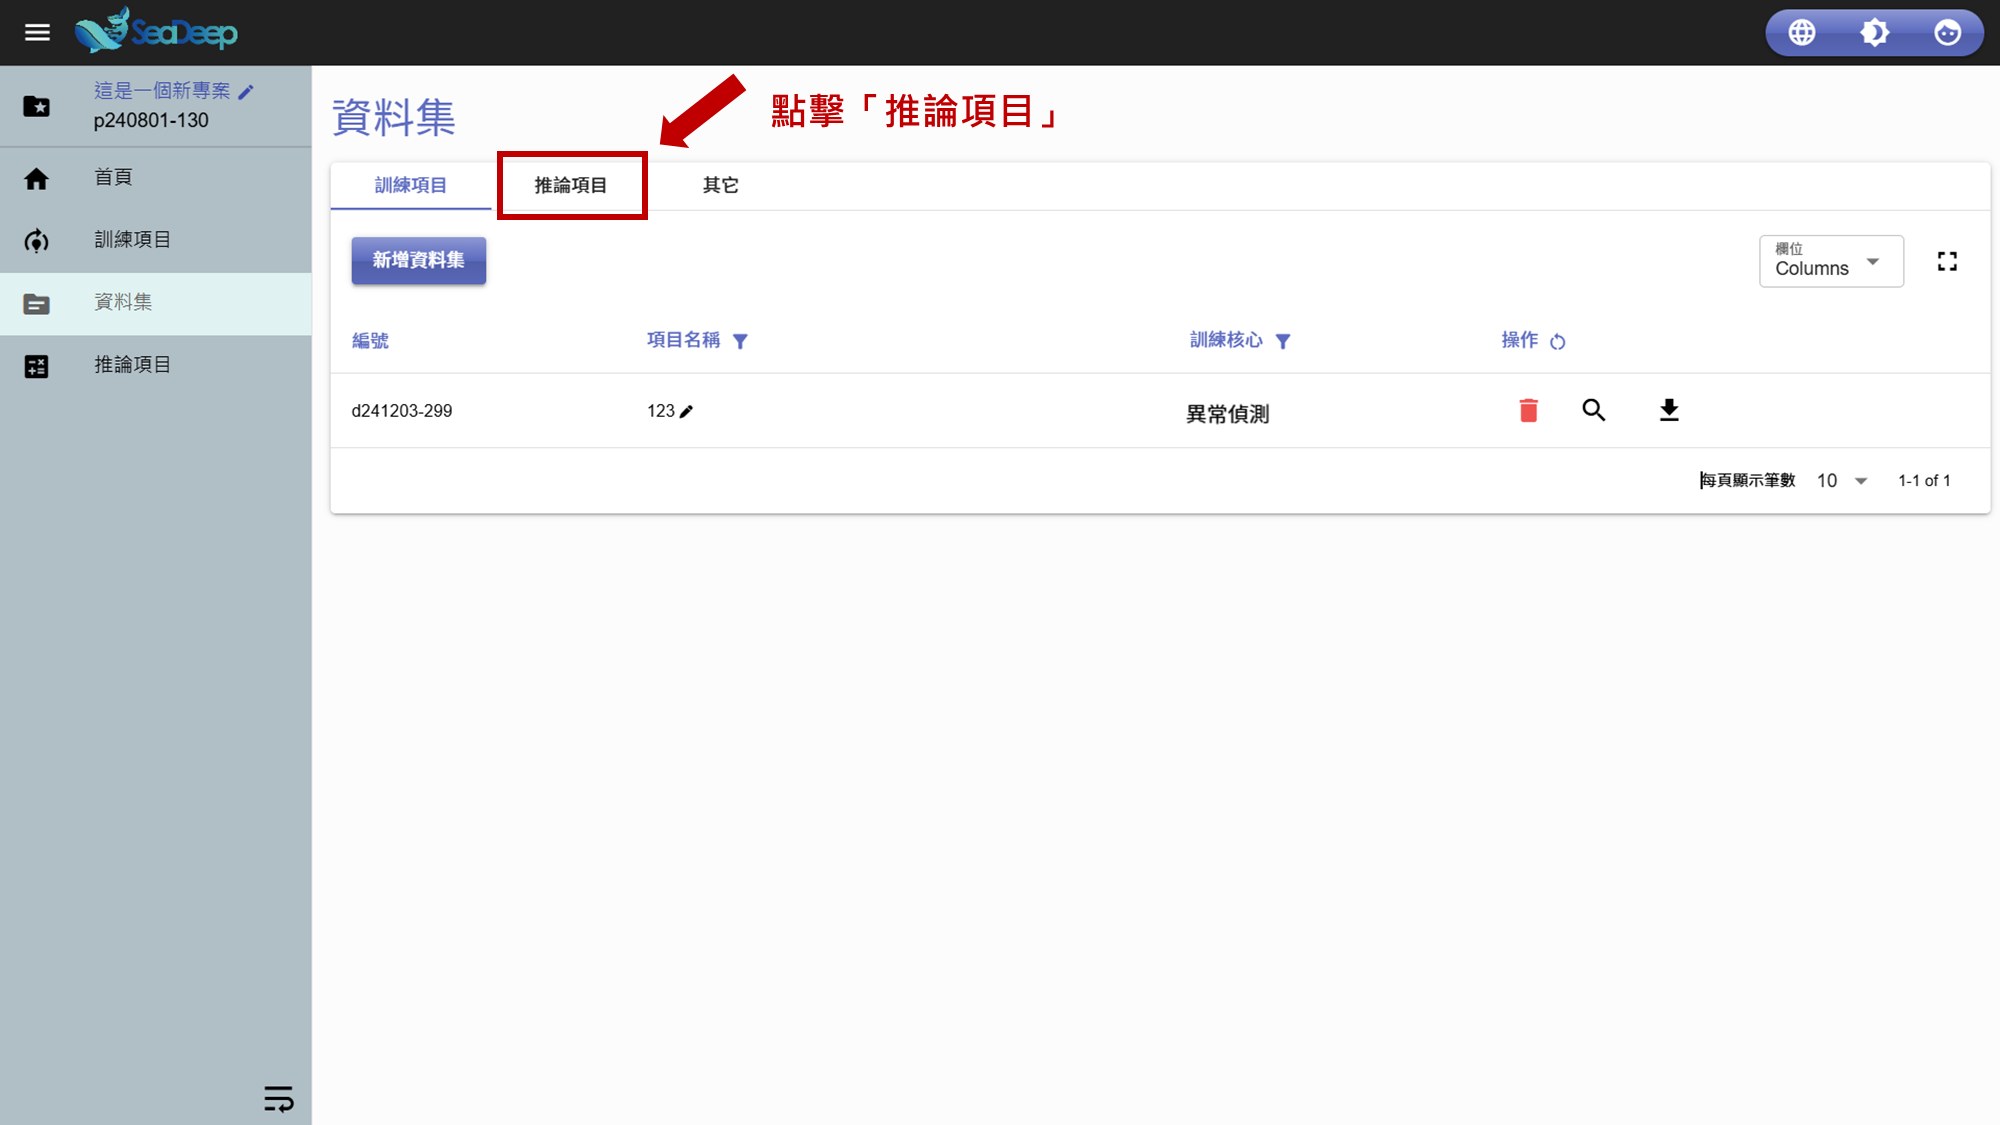 SeaDeep
這是一個新專案
p240801-130
首頁
訓練項目
資料集
推論項目
資料集
點擊「推論項目」
訓練項目 推論項目 其它
新增資料集
欄位
Columns
編號 項目名稱 訓練核心 操作
d241203-299 123 異常偵測
每頁顯示筆數 10 1-1 of 1